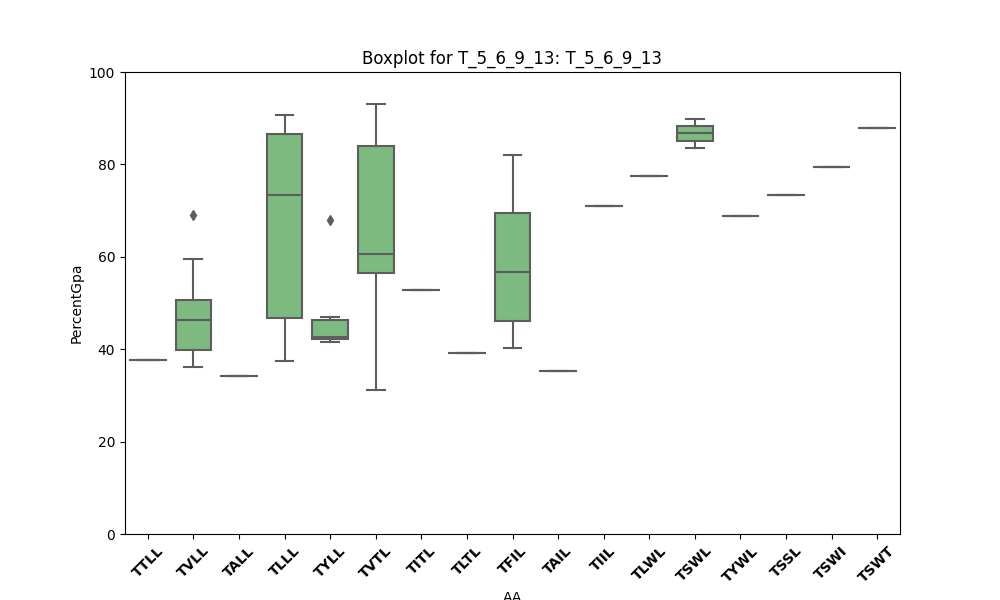 Boxplot for T_5_6_9_13: T_5_6_9_13
PercentGpa
100
80
60
40
20
0
TTLL
TVLL
TALL
TLLL
TYLL
TVTL
TITL
TLTL
TFIL
TAIL
TIIL
TLWL
TSWL
TYWL
TSSL
TSWI
TSWT
AA